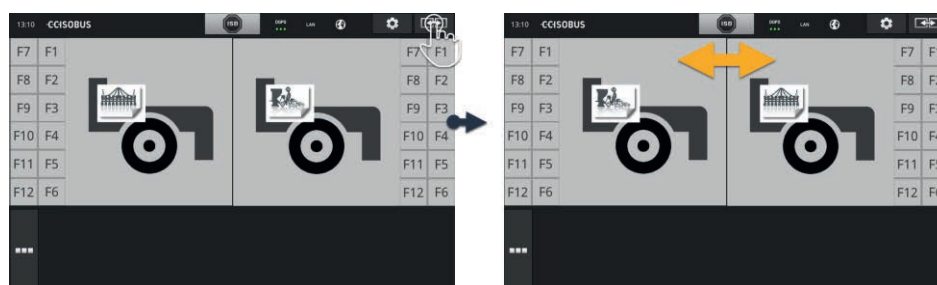 13:10 CCISOBUS ISB DGPS LAN
F7 F1 F7 F1
F8 F2 F8 F2
F9 F3 F9 F3
F10 F4 F10 F4
F11 F5 F11 F5
F12 F6 F12 F6
13:10 CCISOBUS ISB LAN
F7 F1 F7
F8 F2 F8
F9 F3 F9
F10 F4 F10
F11 F5 F11
F12 F6 F12